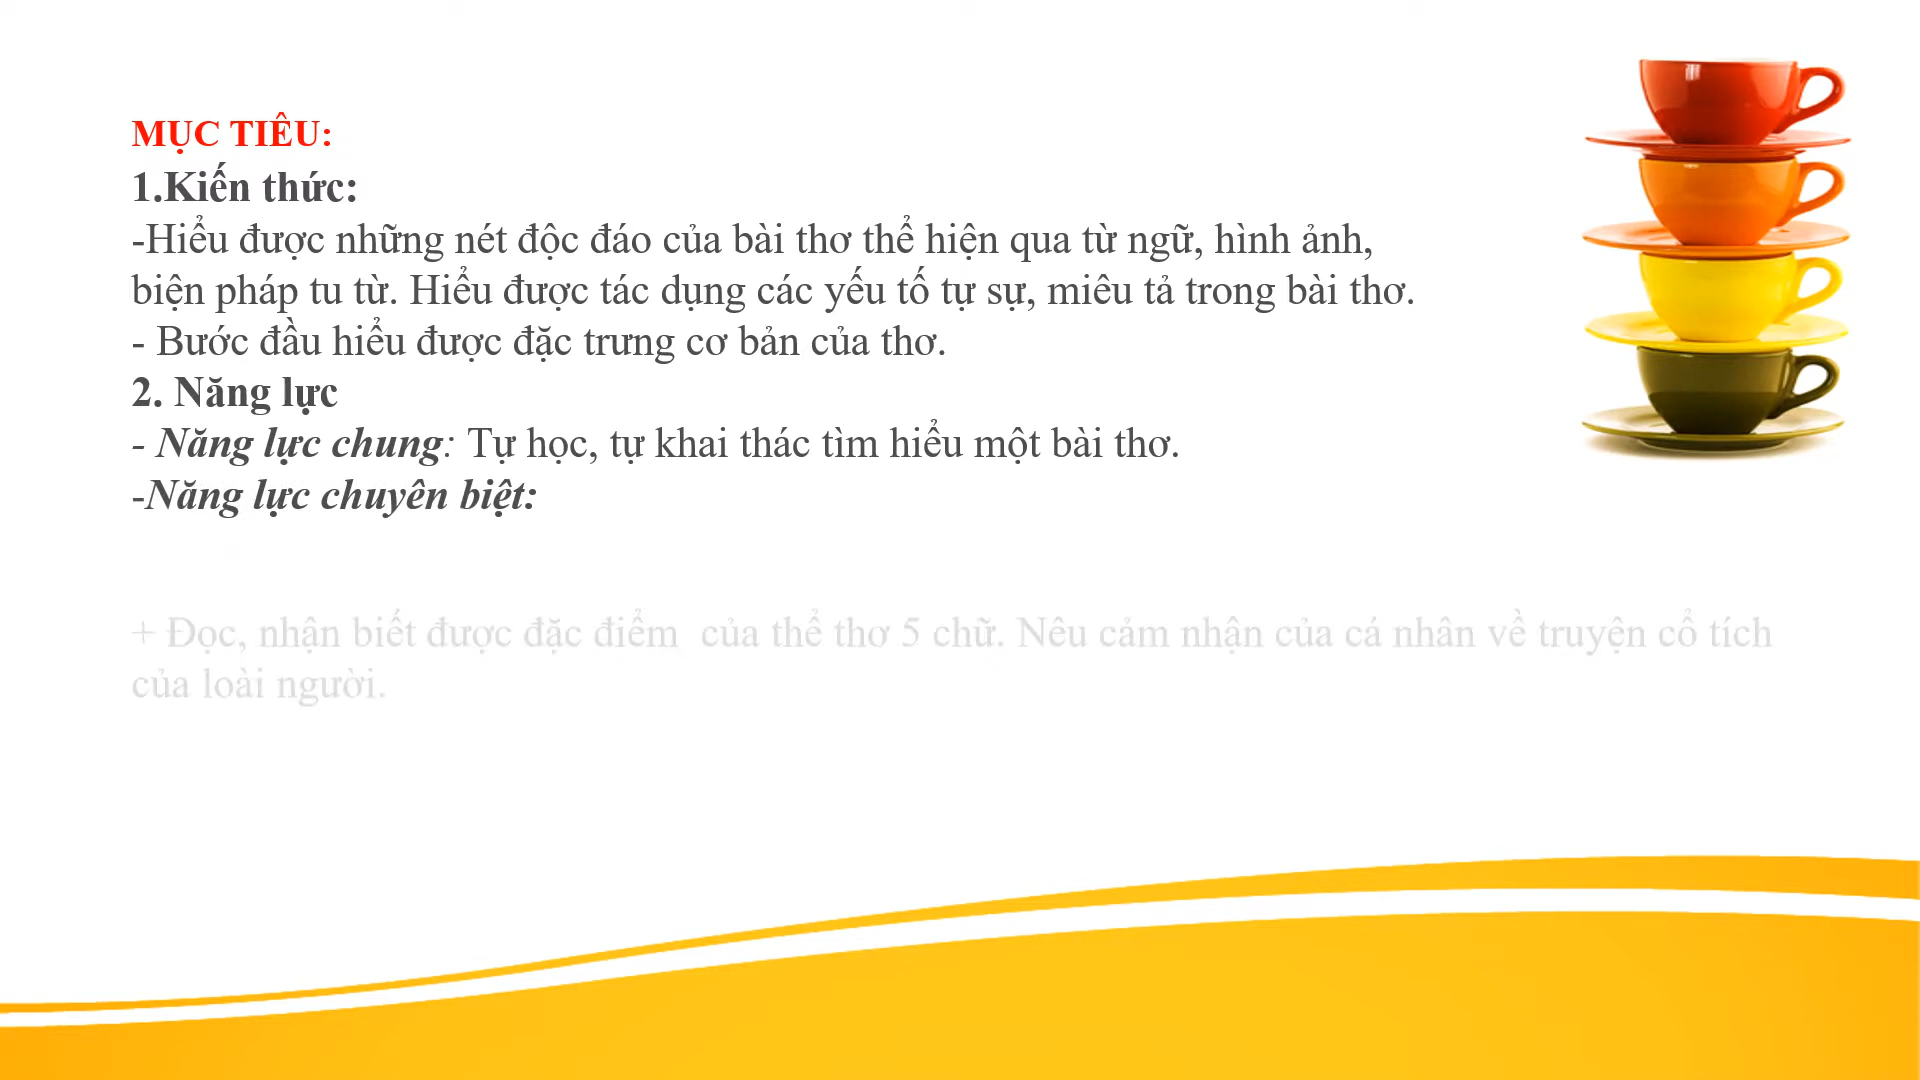 MỤC TIÊU:
1.Kiến thức:
-Hiểu được những nét độc đáo của bài thơ thể hiện qua từ ngữ, hình ảnh,
biện pháp tu từ. Hiểu được tác dụng các yếu tố tự sự, miêu tả trong bài thơ.
- Bước đầu hiểu được đặc trưng cơ bản của thơ.
2. Năng lực
- Năng lực chung: Tự học, tự khai thác tìm hiểu một bài thơ.
-Năng lực chuyên biệt:
+ Đọc, nhận biết được đặc điểm  của thể thơ 5 chữ. Nêu cảm nhận của cá nhân về truyện cổ tích
của loài người.